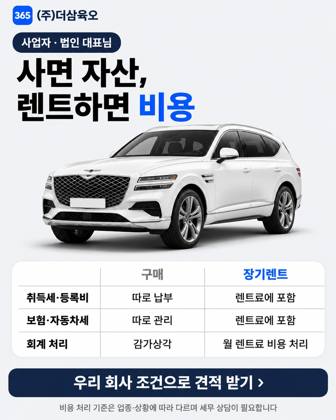 365 (주)더삼육오
사업자 · 법인 대표님
사면 자산,
렌트하면 비용
구매 장기렌트
취득세·등록비 따로 납부 렌트료에 포함
보험·자동차세 따로 관리 렌트료에 포함
회계 처리 감가상각 월 렌트료 비용 처리
우리 회사 조건으로 견적 받기 ›
비용 처리 기준은 업종·상황에 따라 다르며 세무 상담이 필요합니다